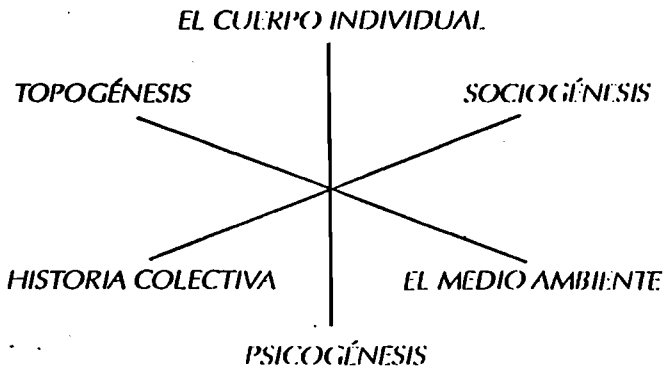 EL CUERPO INDIVIDUAL
TOPOGÉNESIS
SOCIOGÉNESIS
HISTORIA COLECTIVA
EL MEDIO AMBIENTE
PSICOGÉNESIS